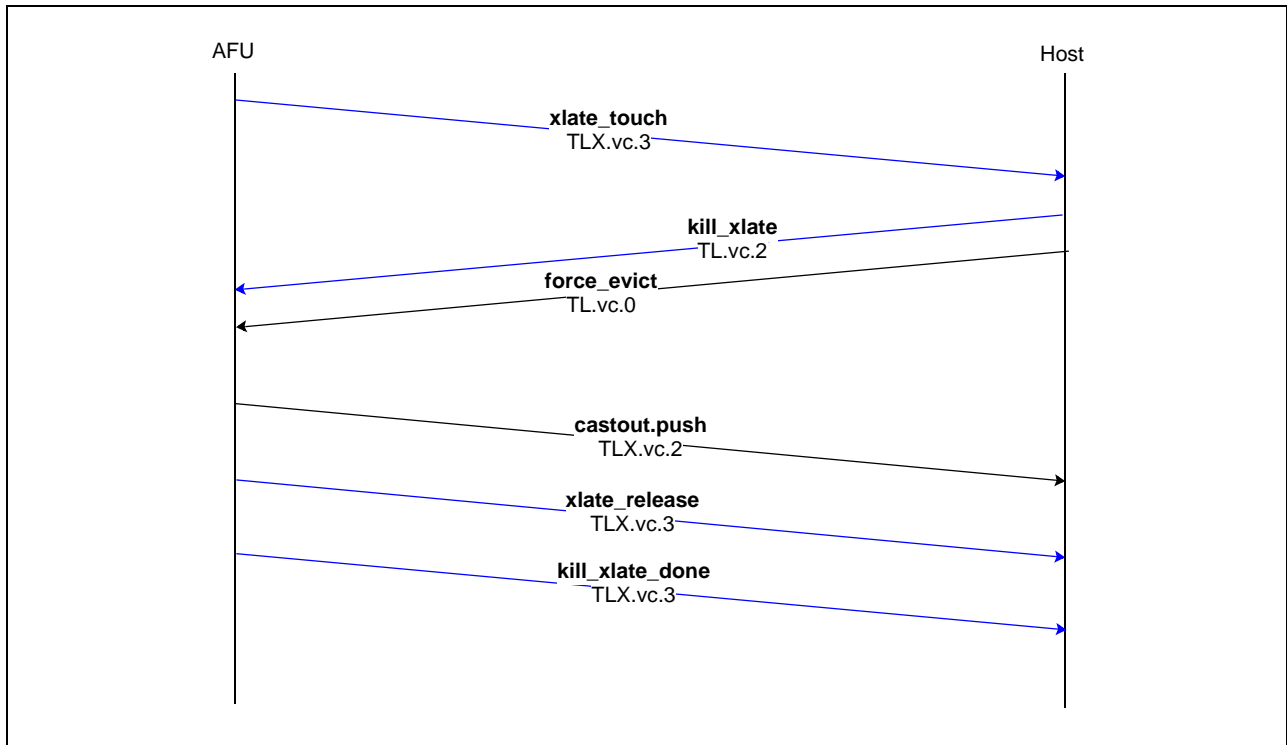 AFU
Host
xlate_touch
TLX.vc.3
kill_xlate
TL.vc.2
force_evict
TL.vc.0
castout.push
TLX.vc.2
xlate_release
TLX.vc.3
kill_xlate_done
TLX.vc.3